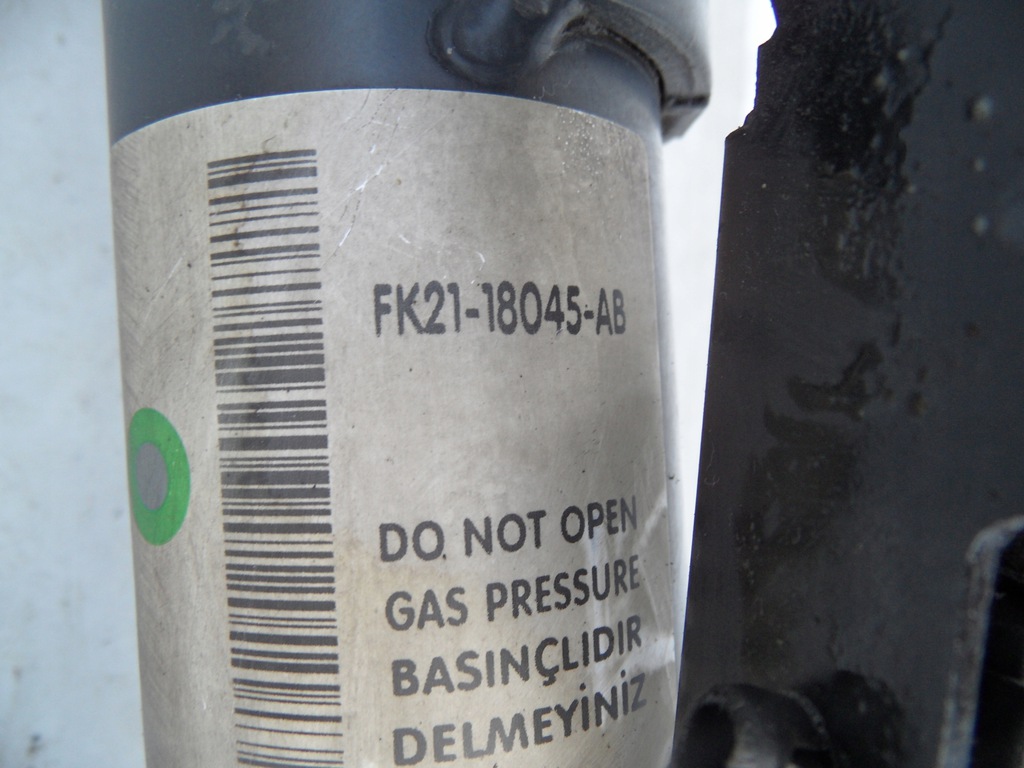 FK21-18045-AB
DO NOT OPEN
GAS PRESSURE
BASINÇLIDIR
DELMEYİNİZ